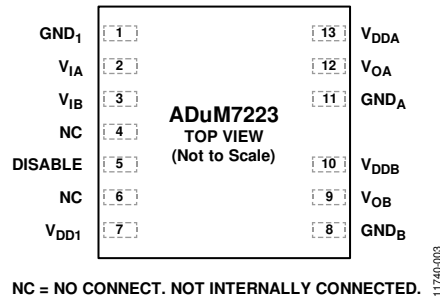 GND1 1 13 VDDA
VIA 2 12 VOA
VIB 3 11 GNDA
NC 4
ADuM7223
TOP VIEW
(Not to Scale)
DISABLE 5 10 VDDB
NC 6 9 VOB
VDD1 7 8 GNDB
NC = NO CONNECT. NOT INTERNALLY CONNECTED.
11740-003